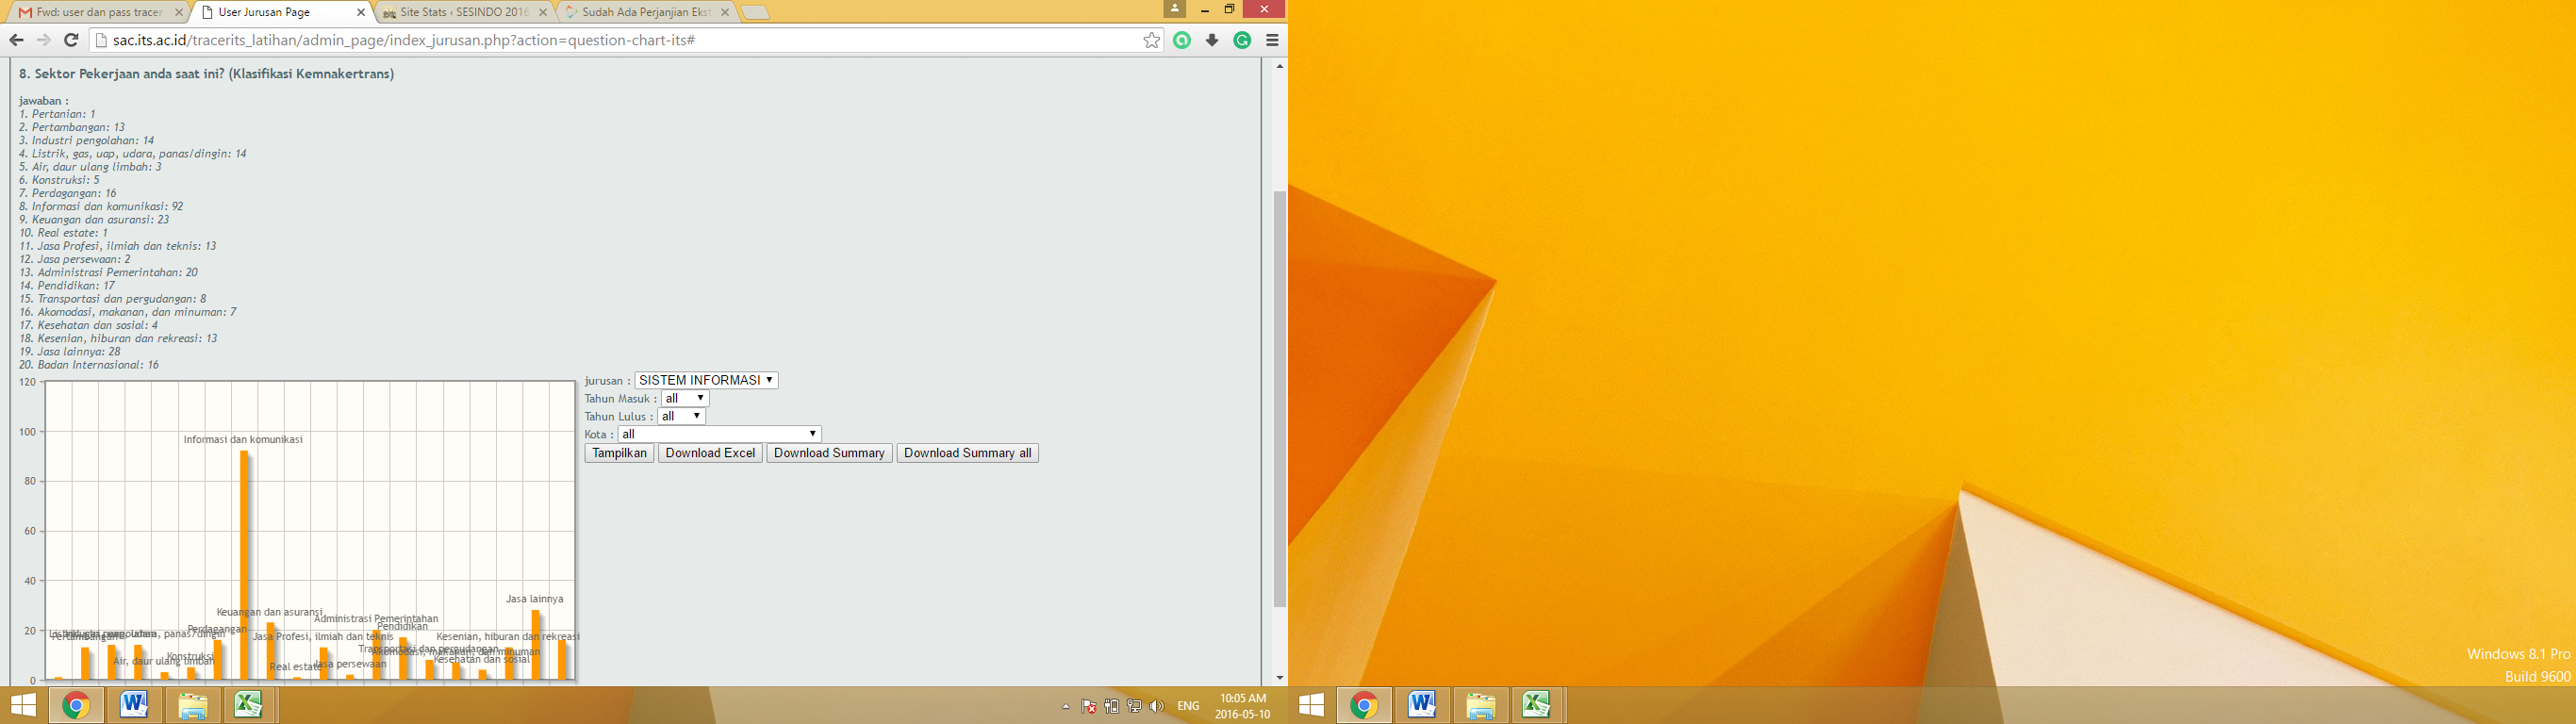 Fwd: user dan pass tracer
User Jurusan Page
Site Stats ‹ SESINDO 2016
Sudah Ada Perjanjian Ekst
sac.its.ac.id/tracerits_latihan/admin_page/index_jurusan.php?action=question-chart-its#
8. Sektor Pekerjaan anda saat ini? (Klasifikasi Kemnakertrans)
jawaban :
1. Pertanian: 1
2. Pertambangan: 13
3. Industri pengolahan: 14
4. Listrik, gas, uap, udara, panas/dingin: 14
5. Air, daur ulang limbah: 3
6. Konstruksi: 5
7. Perdagangan: 16
8. Informasi dan komunikasi: 92
9. Keuangan dan asuransi: 23
10. Real estate: 1
11. Jasa Profesi, ilmiah dan teknis: 13
12. Jasa persewaan: 2
13. Administrasi Pemerintahan: 20
14. Pendidikan: 17
15. Transportasi dan pergudangan: 8
16. Akomodasi, makanan, dan minuman: 7
17. Kesehatan dan sosial: 4
18. Kesenian, hiburan dan rekreasi: 13
19. Jasa lainnya: 28
20. Badan Internasional: 16
120
100
80
60
40
20
0
Informasi dan komunikasi
Jasa lainnya
Keuangan dan asuransi
Administrasi Pemerintahan
Pendidikan
Perdagangan
Jasa Profesi, ilmiah dan teknis
Kesenian, hiburan dan rekreasi
Transportasi dan pergudangan
Akomodasi, makanan, dan minuman
Konstruksi
Air, daur ulang limbah
Kesehatan dan sosial
Real estate
Jasa persewaan
jurusan : SISTEM INFORMASI
Tahun Masuk : all
Tahun Lulus : all
Kota : all
Tampilkan
Download Excel
Download Summary
Download Summary all
ENG
10:05 AM
2016-05-10
Windows 8.1 Pro
Build 9600